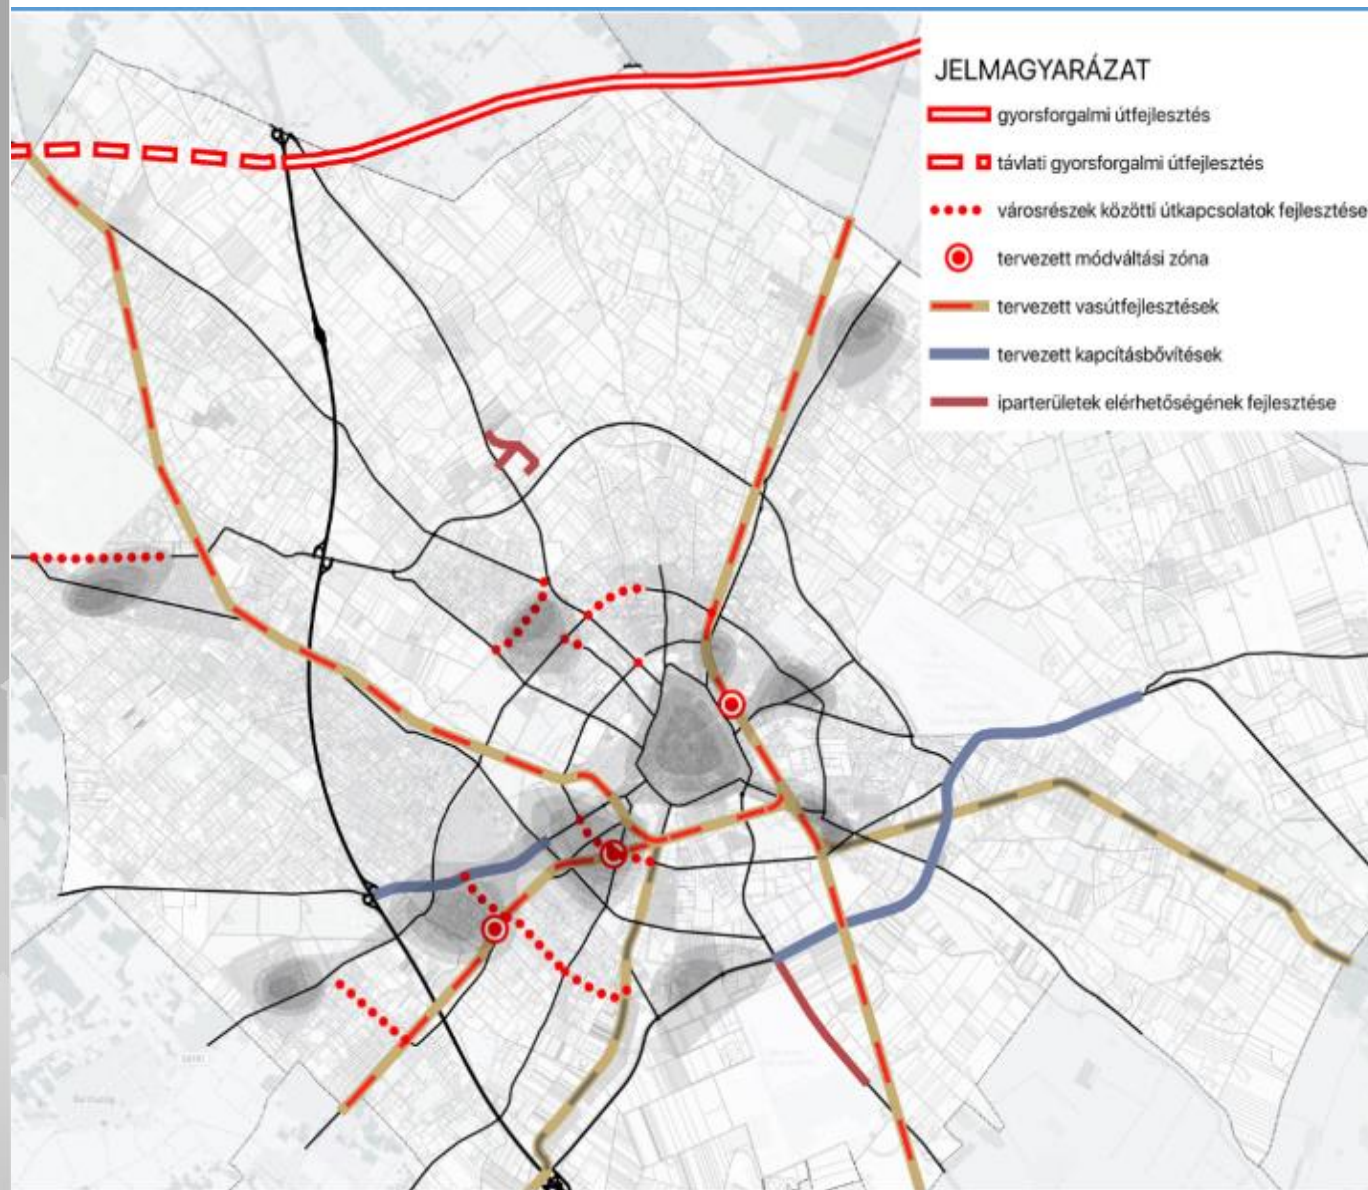 JELMAGYARÁZAT
gyorsforgalmi útfejlesztés
távlati gyorsforgalmi útfejlesztés
városrészek közötti útkapcsolatok fejlesztése
tervezett módváltási zóna
tervezett vasútfejlesztések
tervezett kapcításbővítések
iparterületek elérhetőségének fejlesztése